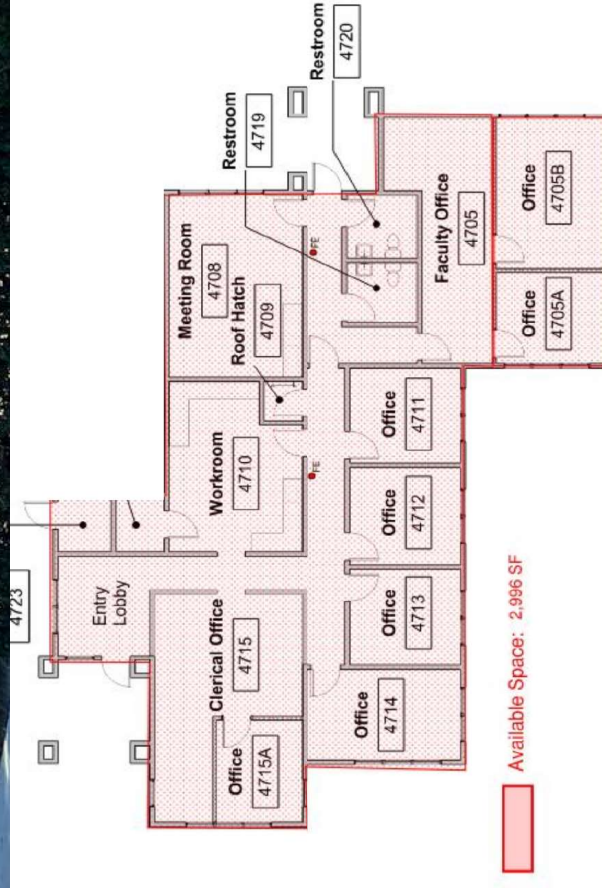 Restroom
4720
Restroom
4719
Meeting Room
4708
Roof Hatch
4709
FE
Faculty Office
4705
Office
4705B
Office
4705A
Workroom
4710
FE
Office
4711
Office
4712
Office
4713
Office
4714
4723
Entry
Lobby
Clerical Office
4715
Office
4715A
Available Space: 2,996 SF